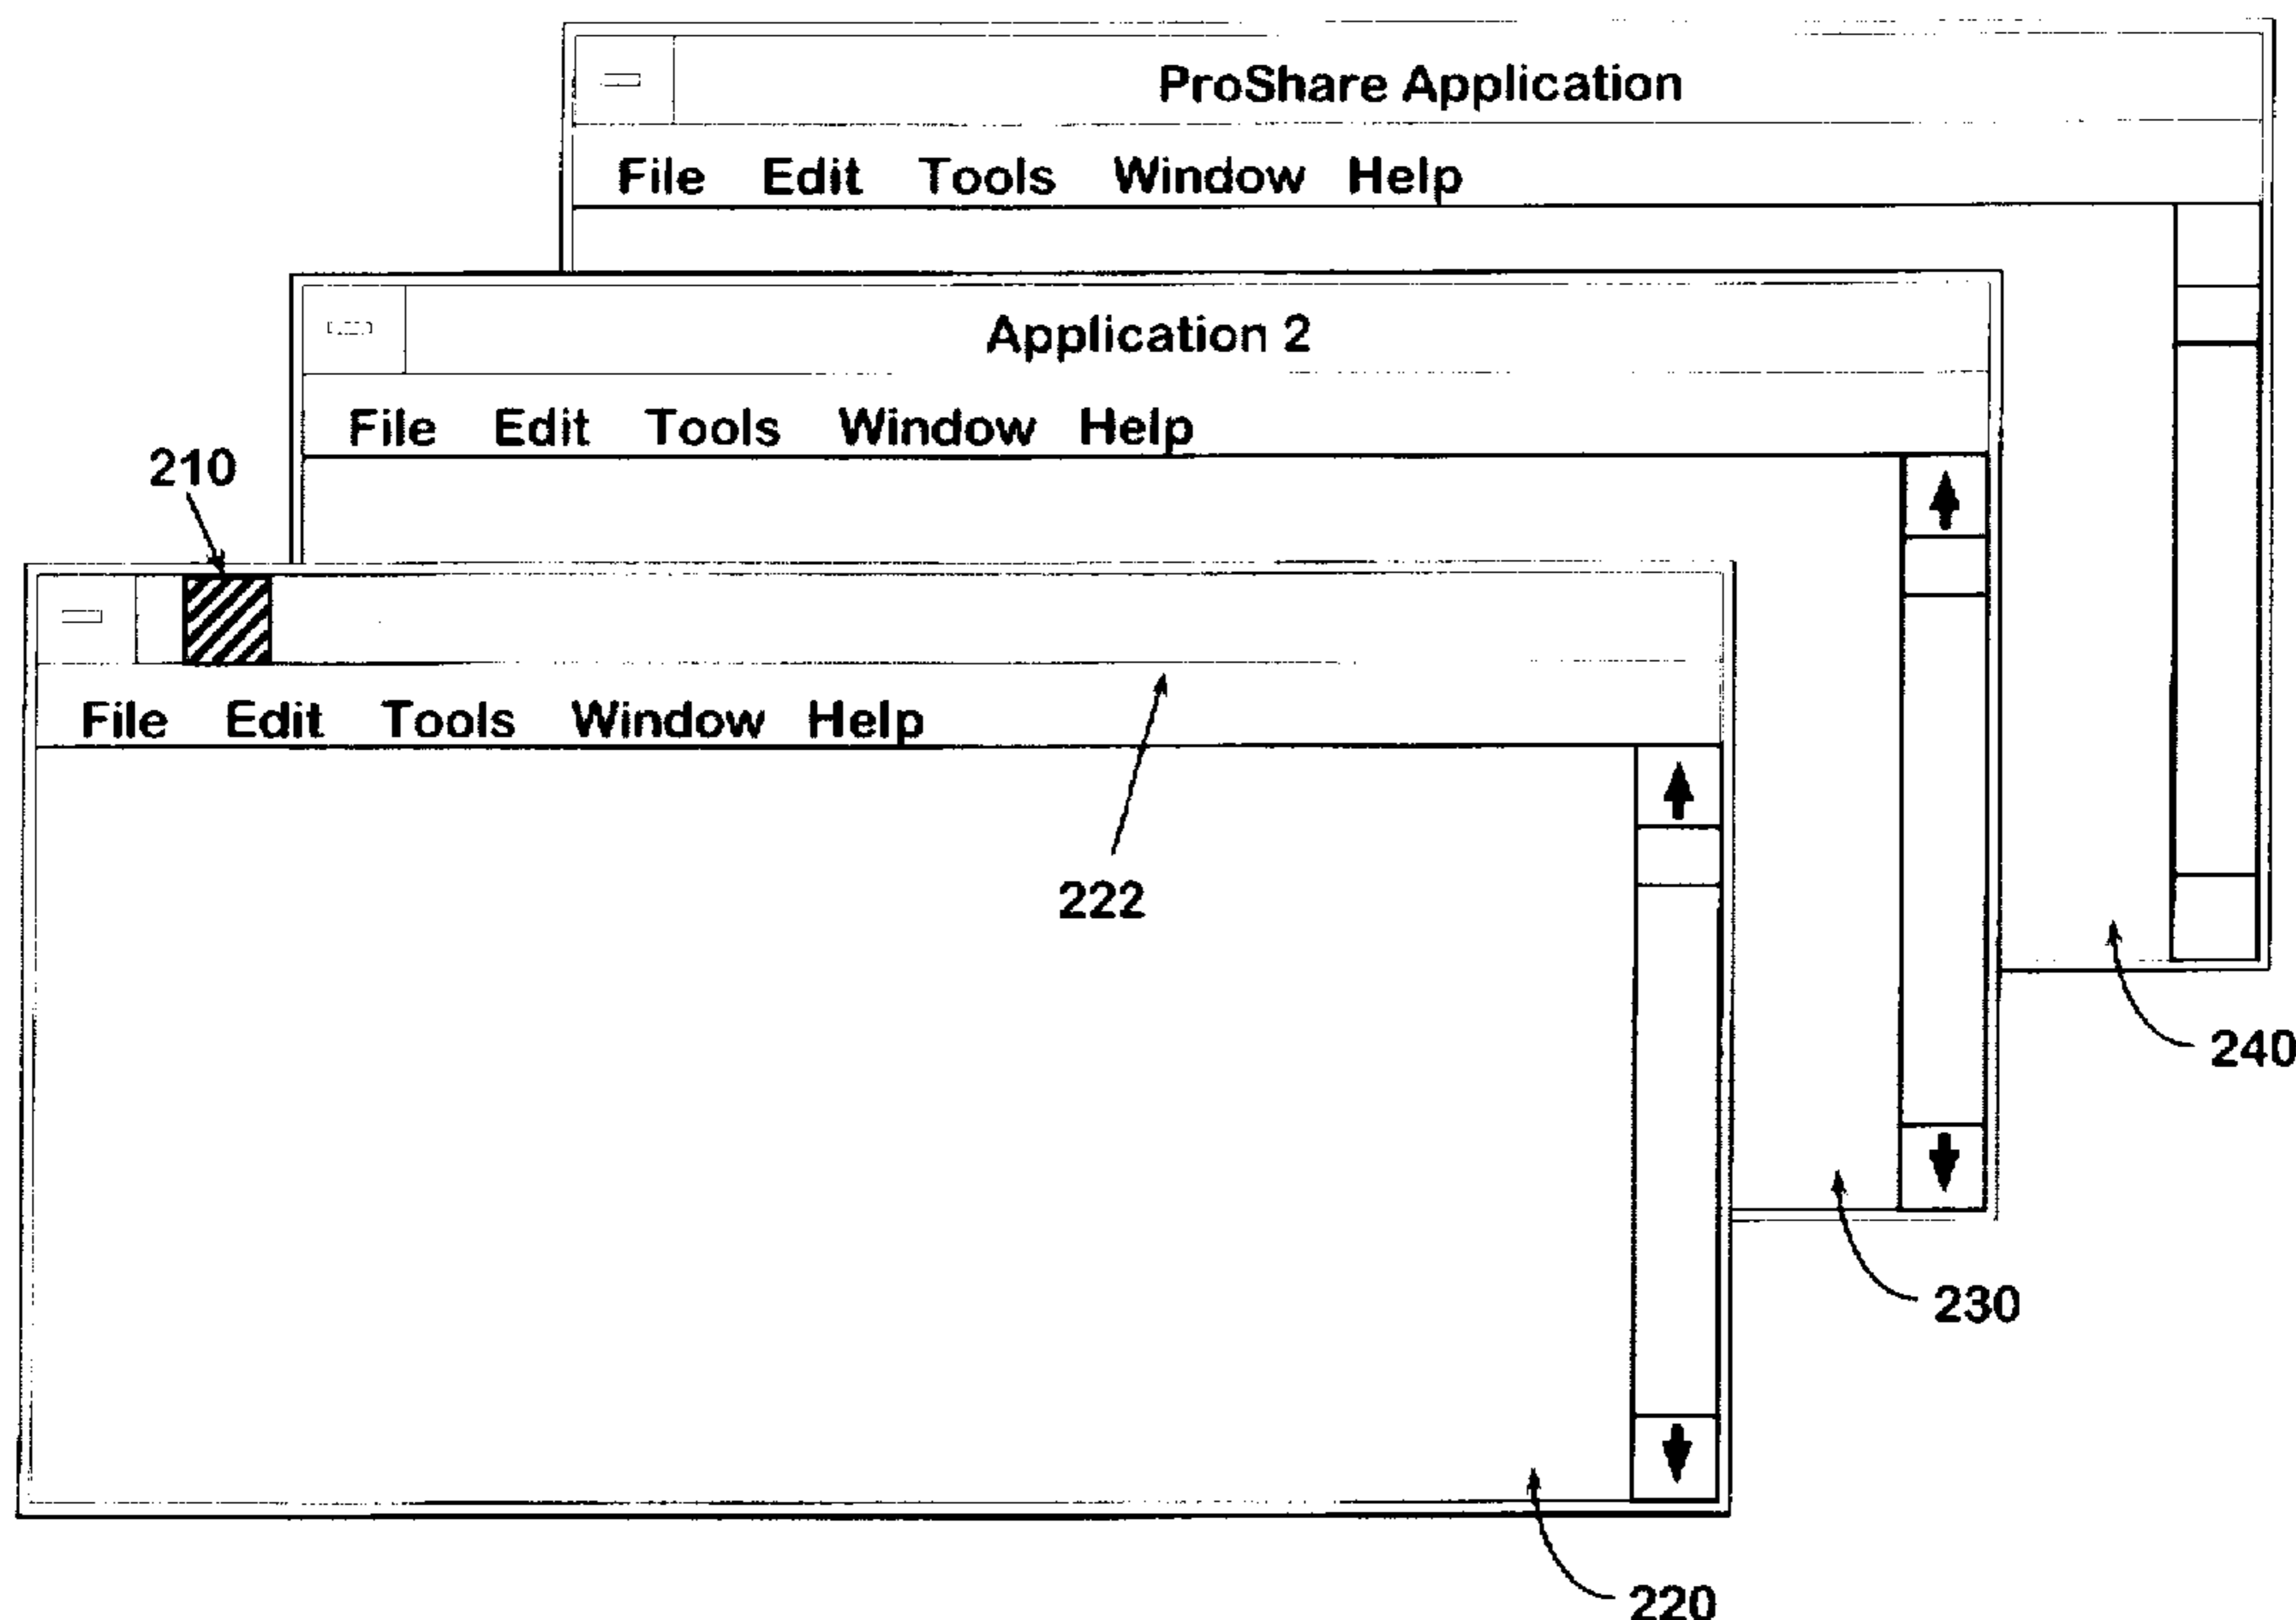 ProShare Application
File Edit Tools Window Help
Application 2
File Edit Tools Window Help
210
File Edit Tools Window Help
222
240
230
220